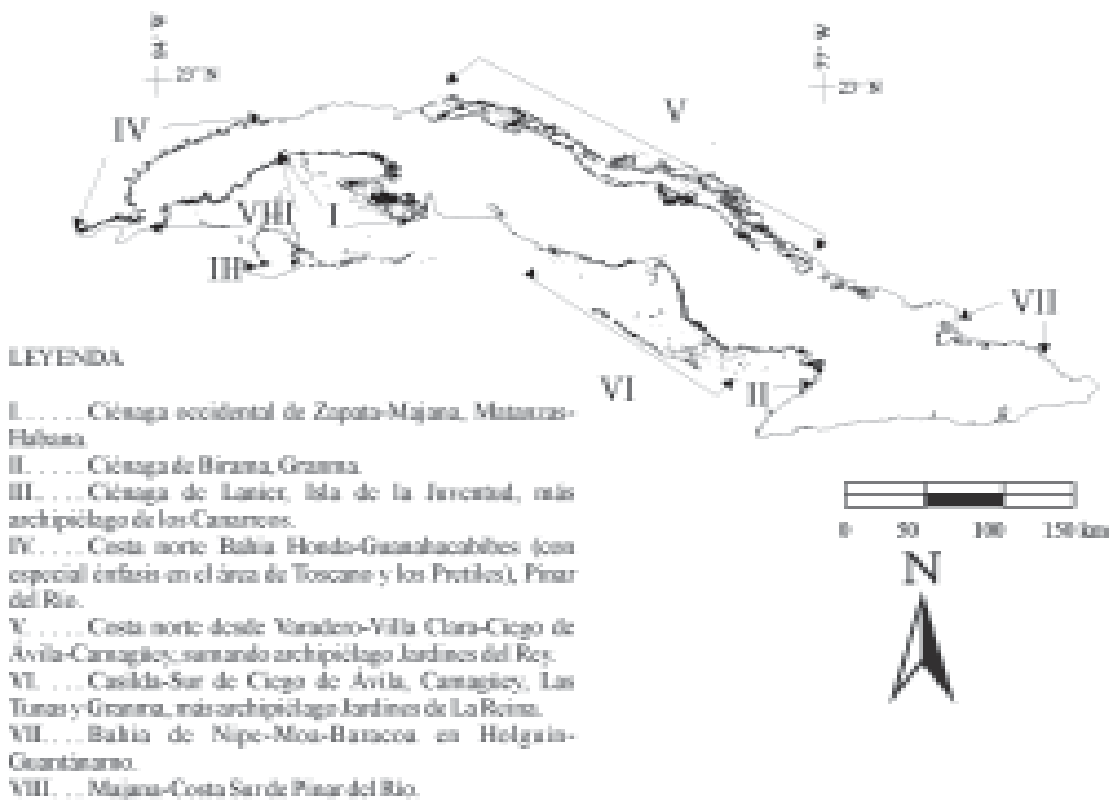 23° N
23° N
IV
V
VIII
I
III
VII
VI
II
LEYENDA
I. . . . . Ciénaga occidental de Zapata-Majana, Matanzas-
Habana.
II. . . . . Ciénaga de Birama, Granma.
III. . . . . Ciénaga de Lanier, Isla de la Juventud, más
archipiélago de los Canarreos.
IV. . . . . Costa norte Bahía Honda-Guanahacabibes (con
especial énfasis en el área de Toscano y los Pretiles), Pinar
del Río.
V. . . . . Costa norte desde Varadero-Villa Clara-Ciego de
Ávila-Camagüey, sumando archipiélago Jardines del Rey.
VI. . . . Casilda-Sur de Ciego de Ávila, Camagüey, Las
Tunas y Granma, más archipiélago Jardines de La Reina.
VII. . . . Bahía de Nipe-Moa-Baracoa en Holguín-
Guantánamo.
VIII. . . Majana-Costa Sur de Pinar del Río.
0 50 100 150 km
N